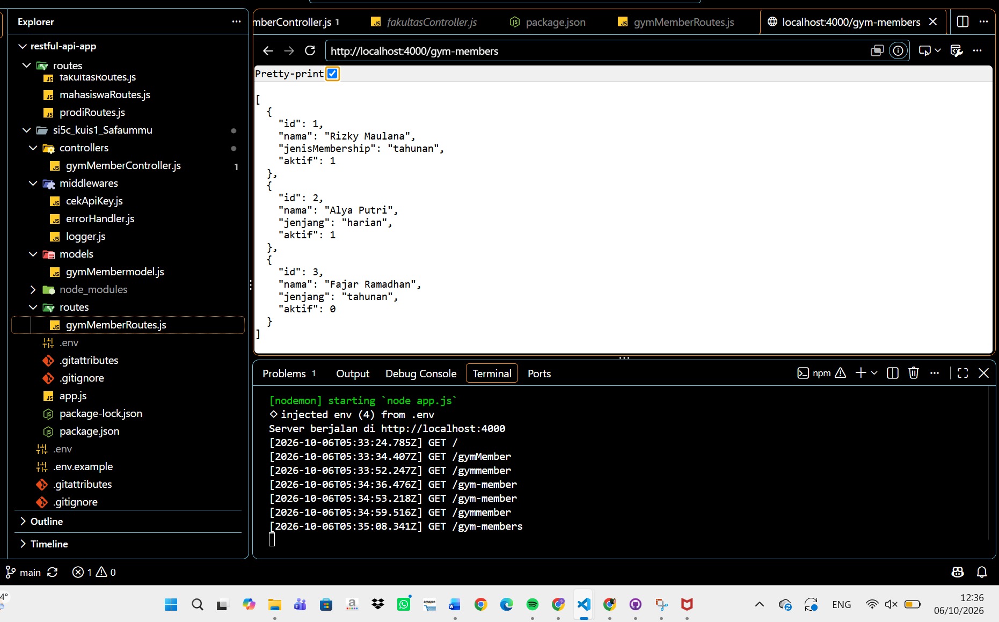 Explorer
restful-api-app
routes
fakultasRoutes.js
mahasiswaRoutes.js
prodiRoutes.js
si5c_kuis1_Safaummu
controllers
gymMemberController.js 1
middlewares
cekApiKey.js
errorHandler.js
logger.js
models
gymMembermodel.js
node_modules
routes
gymMemberRoutes.js
.env
.gitattributes
.gitignore
app.js
package-lock.json
package.json
.env
.env.example
.gitattributes
.gitignore
Outline
Timeline
mberController.js 1 fakultasController.js package.json gymMemberRoutes.js localhost:4000/gym-members
http://localhost:4000/gym-members
Pretty-print
[
{
"id": 1,
"nama": "Rizky Maulana",
"jenisMembership": "tahunan",
"aktif": 1
},
{
"id": 2,
"nama": "Alya Putri",
"jenjang": "harian",
"aktif": 1
},
{
"id": 3,
"nama": "Fajar Ramadhan",
"jenjang": "tahunan",
"aktif": 0
}
]
Problems 1 Output Debug Console Terminal Ports npm
[nodemon] starting `node app.js`
injected env (4) from .env
Server berjalan di http://localhost:4000
[2026-10-06T05:33:24.785Z] GET /
[2026-10-06T05:33:34.407Z] GET /gymMember
[2026-10-06T05:33:52.247Z] GET /gymmember
[2026-10-06T05:34:36.476Z] GET /gym-member
[2026-10-06T05:34:53.218Z] GET /gym-member
[2026-10-06T05:34:59.516Z] GET /gymmember
[2026-10-06T05:35:08.341Z] GET /gym-members
main 1 0
4°
ENG
12:36
06/10/2026